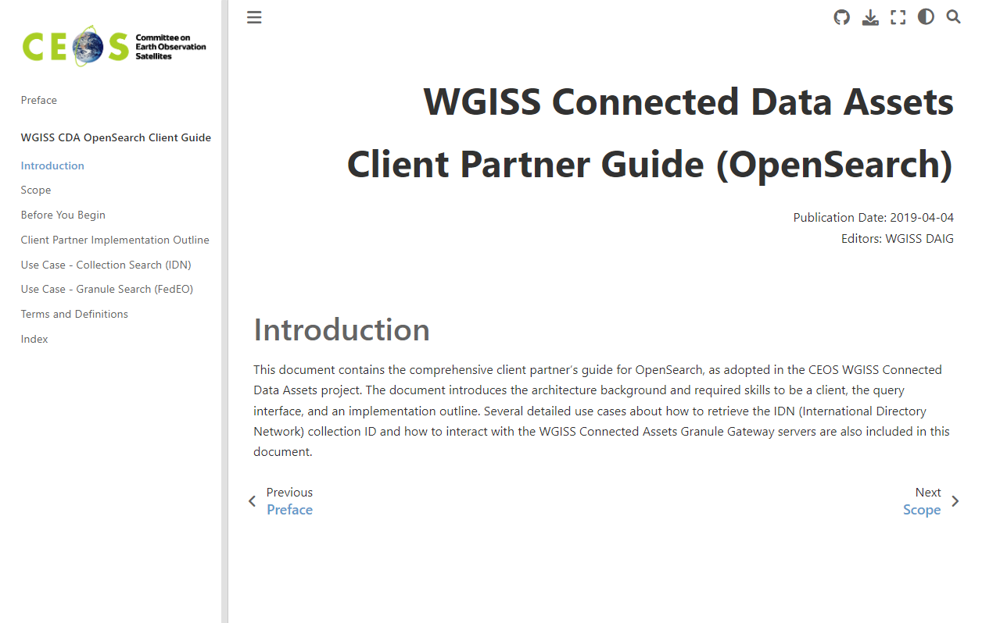 CEOS
Committee on
Earth Observation
Satellites
Preface
WGISS CDA OpenSearch Client Guide
Introduction
Scope
Before You Begin
Client Partner Implementation Outline
Use Case - Collection Search (IDN)
Use Case - Granule Search (FedEO)
Terms and Definitions
Index
WGISS Connected Data Assets
Client Partner Guide (OpenSearch)
Publication Date: 2019-04-04
Editors: WGISS DAIG
Introduction
This document contains the comprehensive client partner's guide for OpenSearch, as adopted in the CEOS WGISS Connected
Data Assets project. The document introduces the architecture background and required skills to be a client, the query
interface, and an implementation outline. Several detailed use cases about how to retrieve the IDN (International Directory
Network) collection ID and how to interact with the WGISS Connected Assets Granule Gateway servers are also included in this
document.
Previous
Preface
Next
Scope